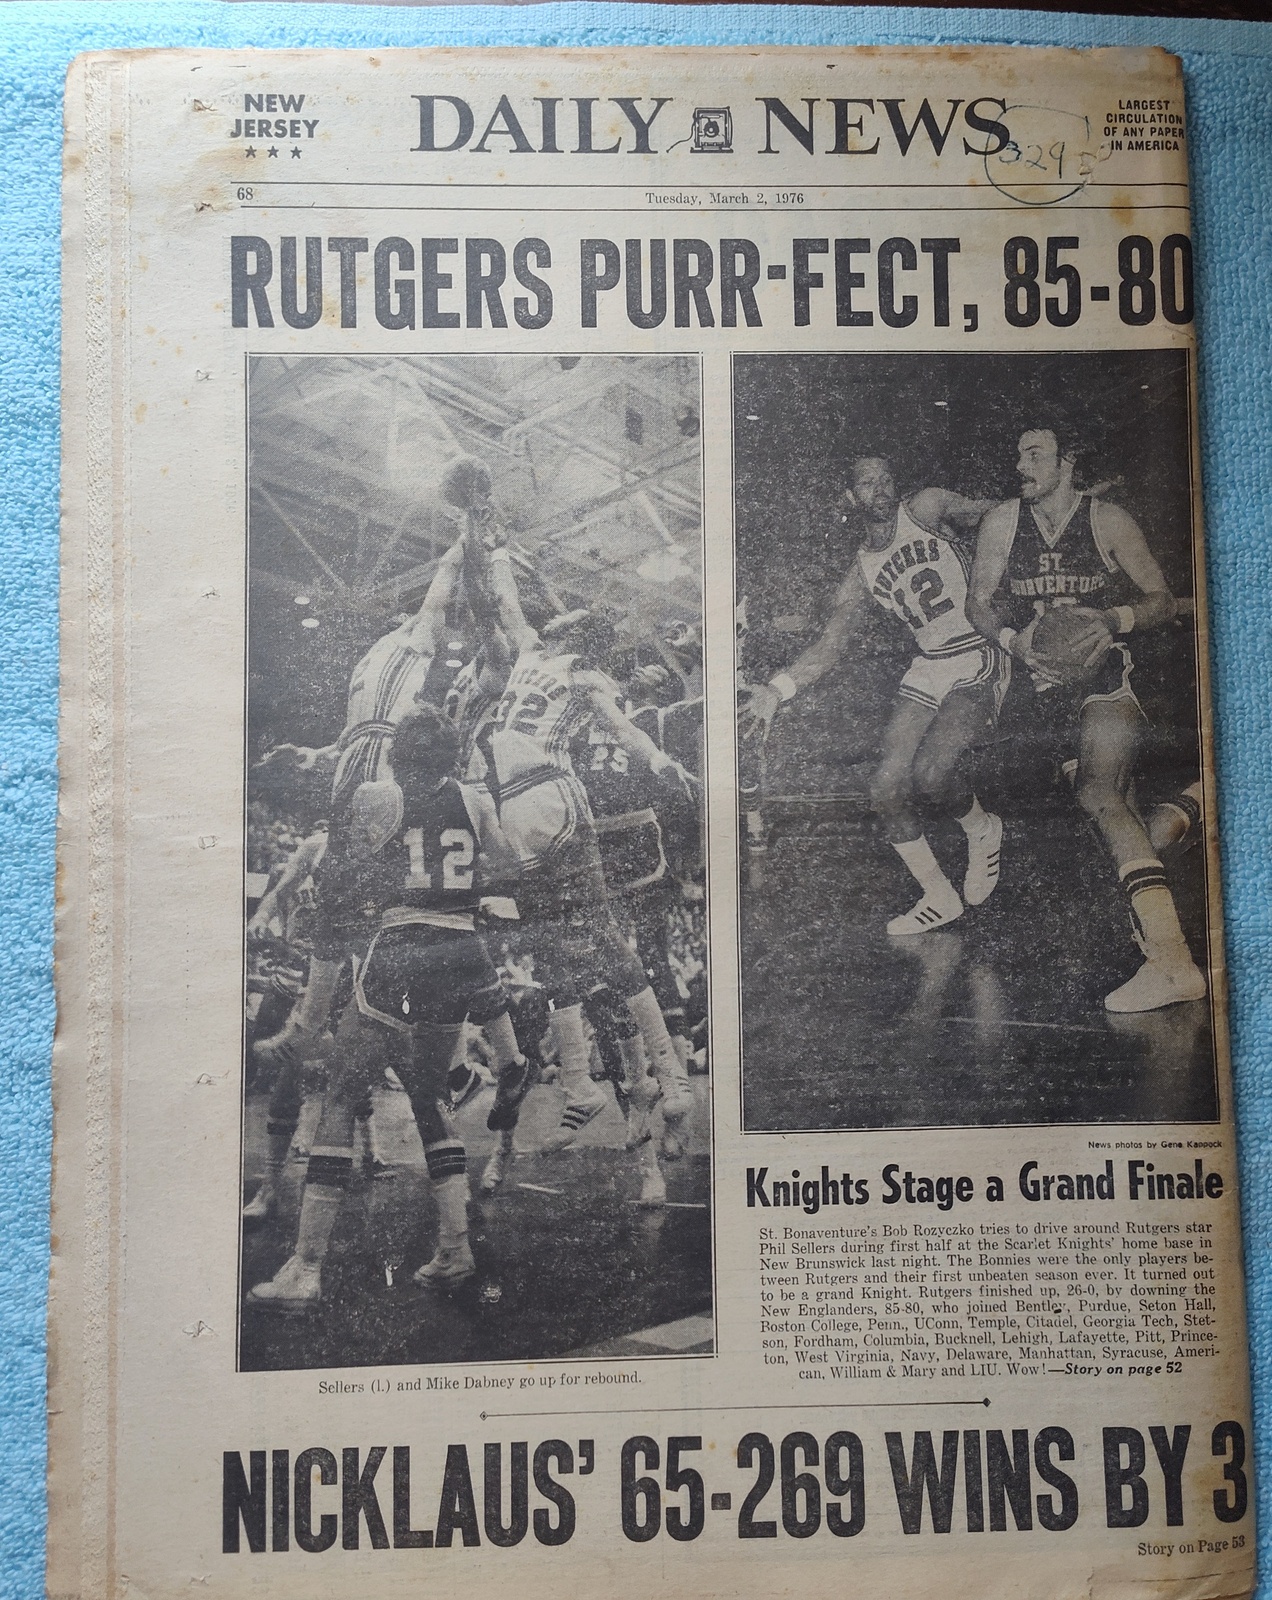 NEW
JERSEY
★ ★ ★
DAILY NEWS
LARGEST
CIRCULATION
OF ANY PAPER
IN AMERICA
329 50
68
Tuesday, March 2, 1976
RUTGERS PURR-FECT, 85-80
RUTGERS
12
ST.
BONAVENTURE
32
25
12
News photos by Gene Kappock
Knights Stage a Grand Finale
St. Bonaventure's Bob Rozyczko tries to drive around Rutgers star
Phil Sellers during first half at the Scarlet Knights' home base in
New Brunswick last night. The Bonnies were the only players be-
tween Rutgers and their first unbeaten season ever. It turned out
to be a grand Knight. Rutgers finished up, 26-0, by downing the
New Englanders, 85-80, who joined Bentley, Purdue, Seton Hall,
Boston College, Penn., UConn, Temple, Citadel, Georgia Tech, Stet-
son, Fordham, Columbia, Bucknell, Lehigh, Lafayette, Pitt, Prince-
ton, West Virginia, Navy, Delaware, Manhattan, Syracuse, Ameri-
can, William & Mary and LIU. Wow!—Story on page 52
Sellers (l.) and Mike Dabney go up for rebound.
NICKLAUS' 65-269 WINS BY 3
Story on Page 53